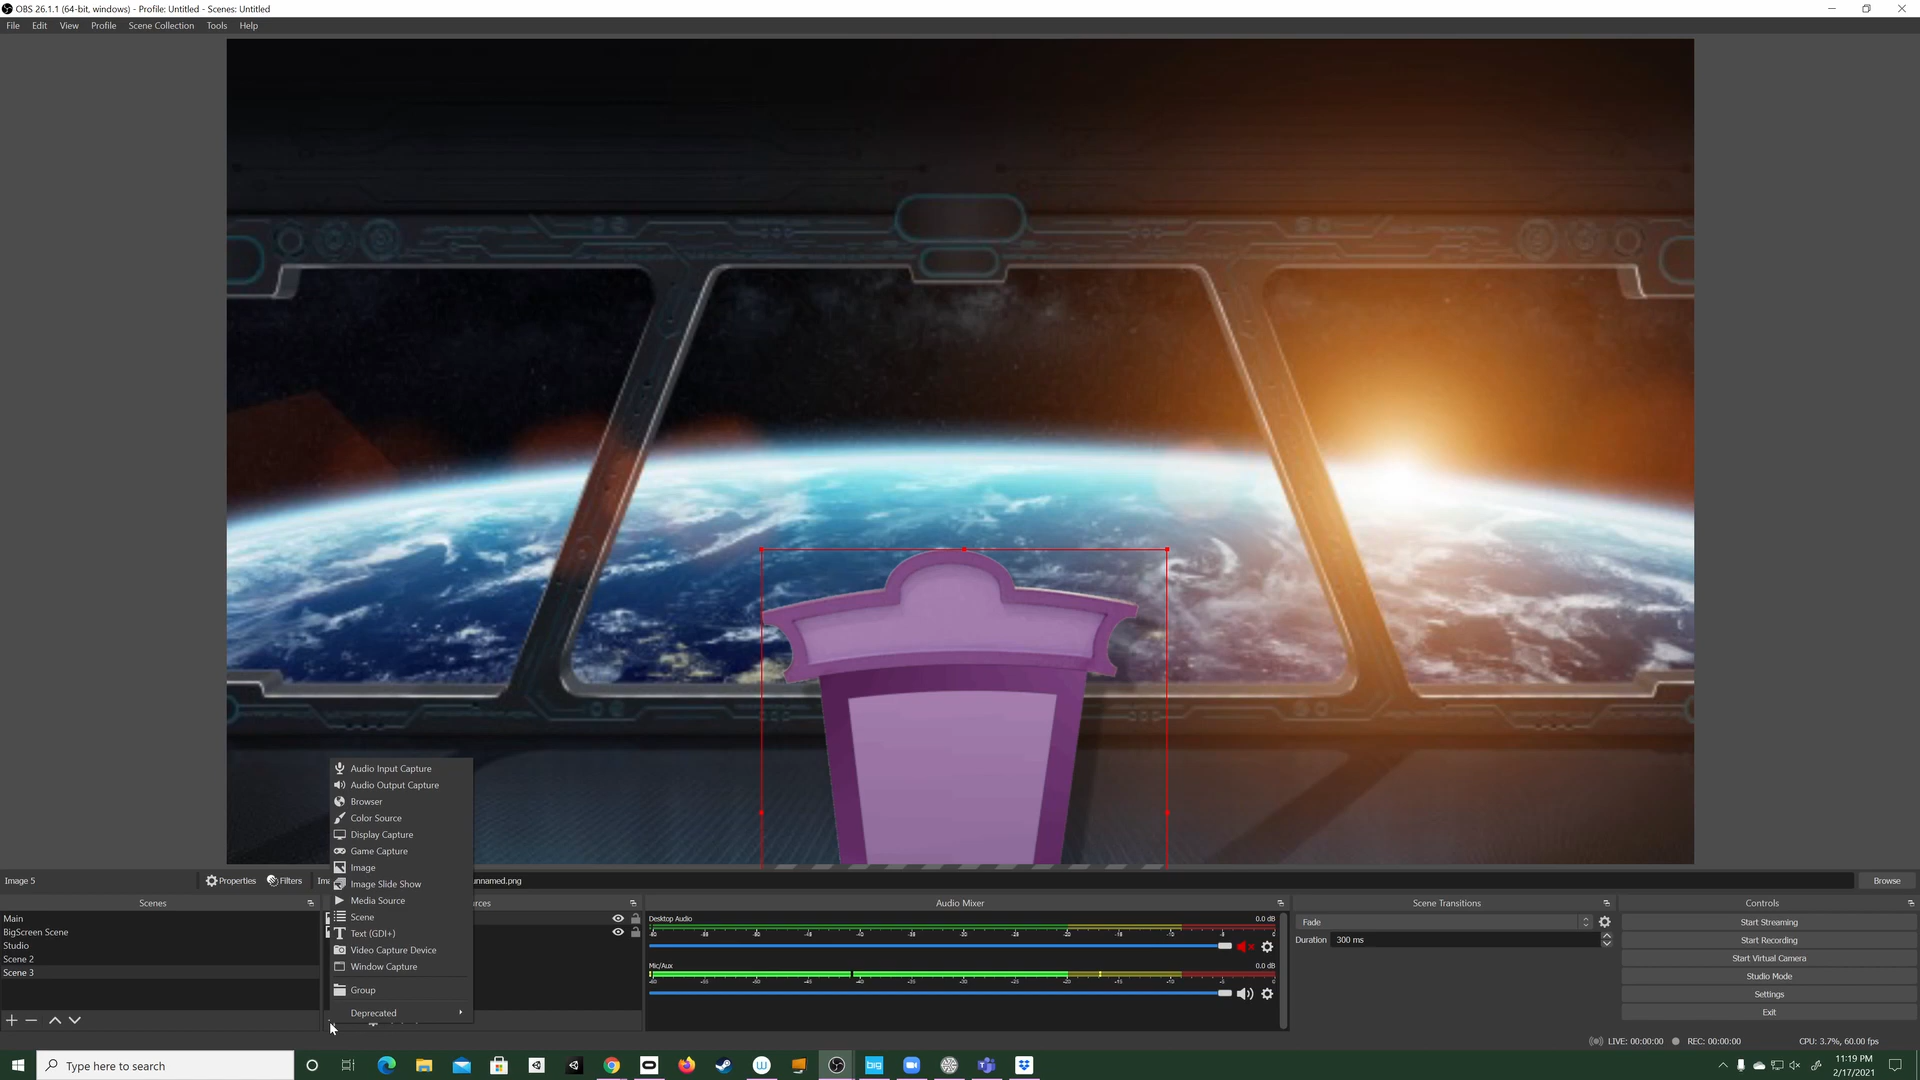 OBS 26.1.1 (64-bit, windows) - Profile: Untitled - Scenes: Untitled
File Edit View Profile Scene Collection Tools Help
Audio Input Capture
Audio Output Capture
Browser
Color Source
Display Capture
Game Capture
Image
Image Slide Show
Media Source
Scene
Text (GDI+)
Video Capture Device
Window Capture
Group
Deprecated
Image 5 Properties Filters unnamed.png Browse
Scenes
Main
BigScreen Scene
Studio
Scene 2
Scene 3
Audio Mixer
Desktop Audio 0.0 dB
Mic/Aux 0.0 dB
Scene Transitions
Fade
Duration 300 ms
Controls
Start Streaming
Start Recording
Start Virtual Camera
Studio Mode
Settings
Exit
LIVE: 00:00:00 REC: 00:00:00 CPU: 3.7%, 60.00 fps
Type here to search
big
11:19 PM
2/17/2021